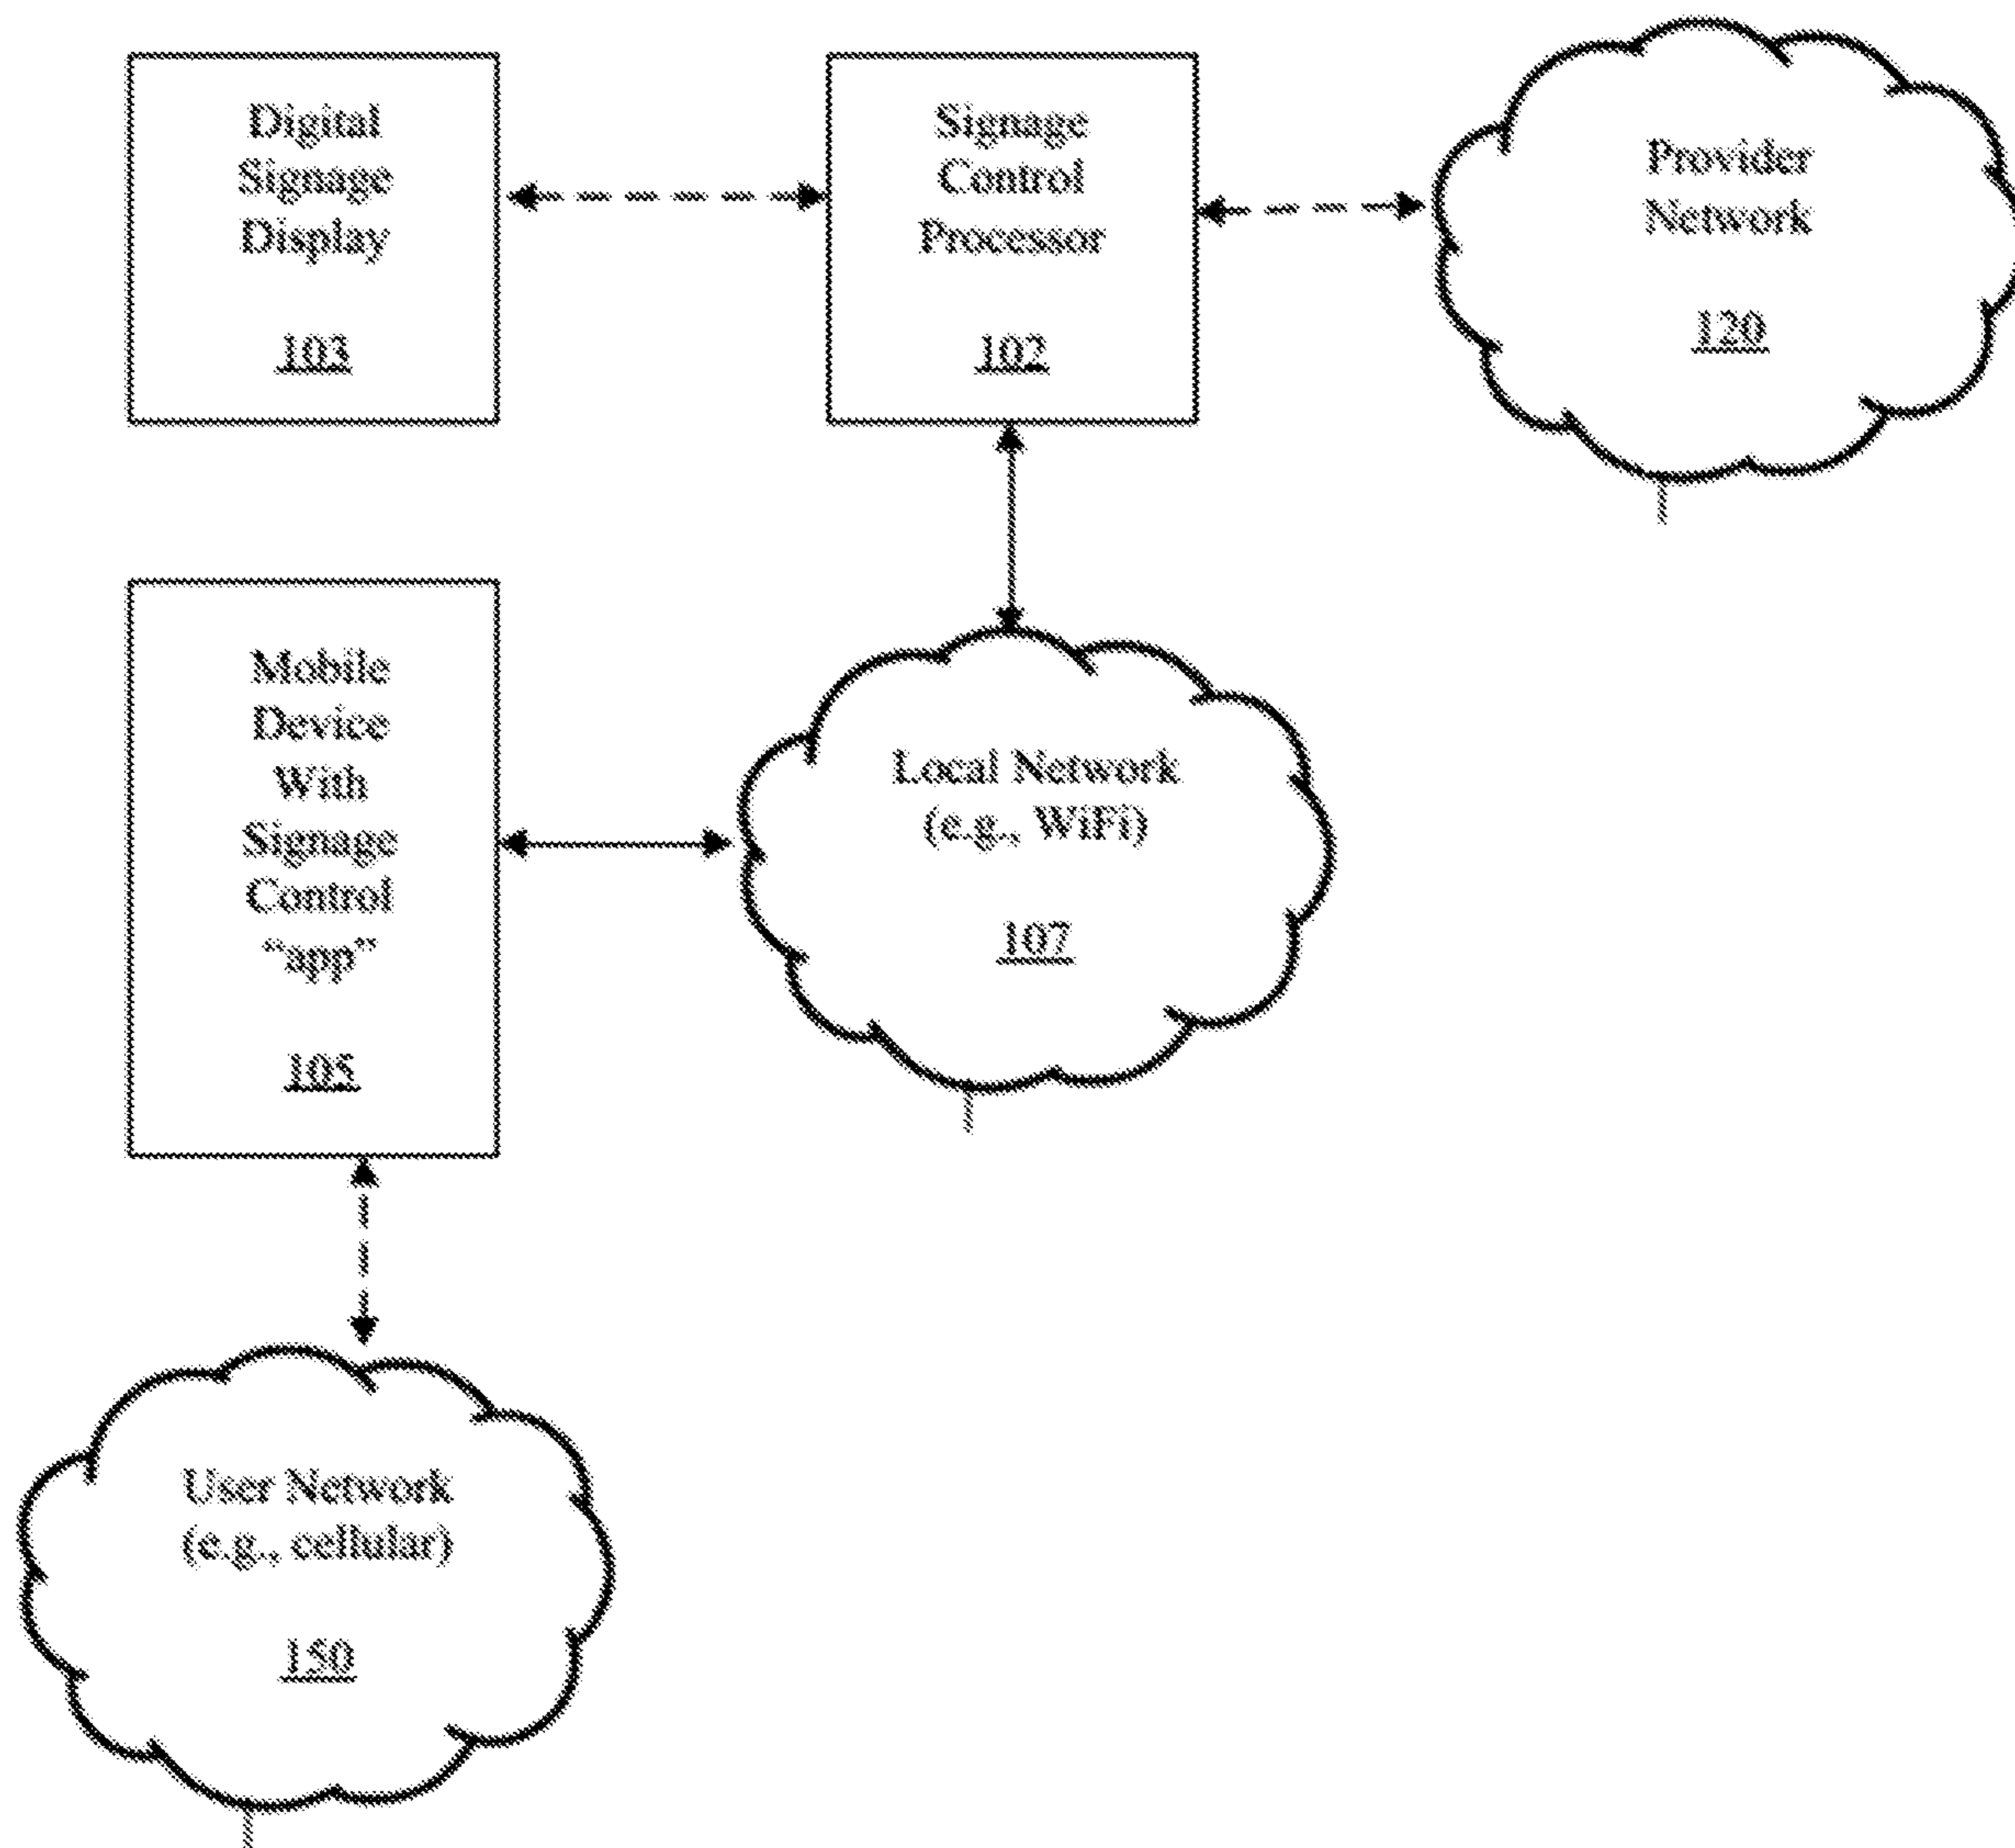 Digital
Signage
Display
103
Signage
Control
Processor
102
Provider
Network
120
Mobile
Device
With
Signage
Control
“app”
105
Local Network
(e.g., WiFi)
107
User Network
(e.g., cellular)
150